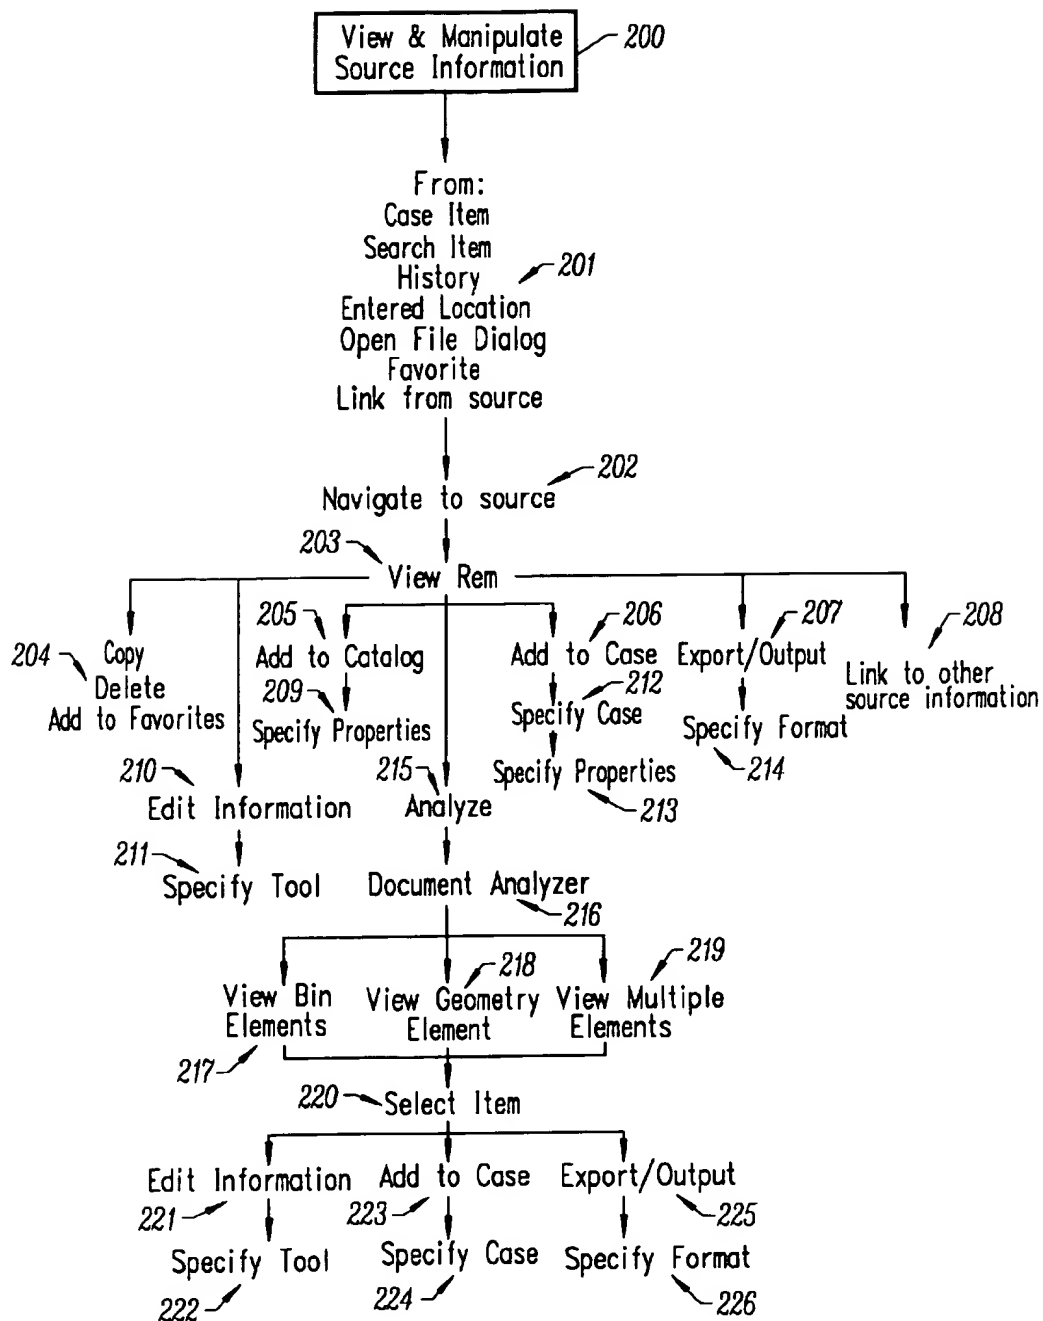 View & Manipulate
Source Information
200
From:
Case Item
Search Item
History
201
Entered Location
Open File Dialog
Favorite
Link from source
202
Navigate to source
203
View Rem
205
206
207
208
204
Copy
Delete
Add to Favorites
Add to Catalog
Add to Case
Export/Output
Link to other
source information
209
212
Specify Properties
Specify Case
Specify Format
214
210
215
Specify Properties
213
Edit Information
Analyze
211
Specify Tool
Document Analyzer
216
218
219
View Bin
Elements
View Geometry
Element
View Multiple
Elements
217
220
Select Item
Edit Information
Add to Case
Export/Output
221
223
225
Specify Tool
Specify Case
Specify Format
222
224
226